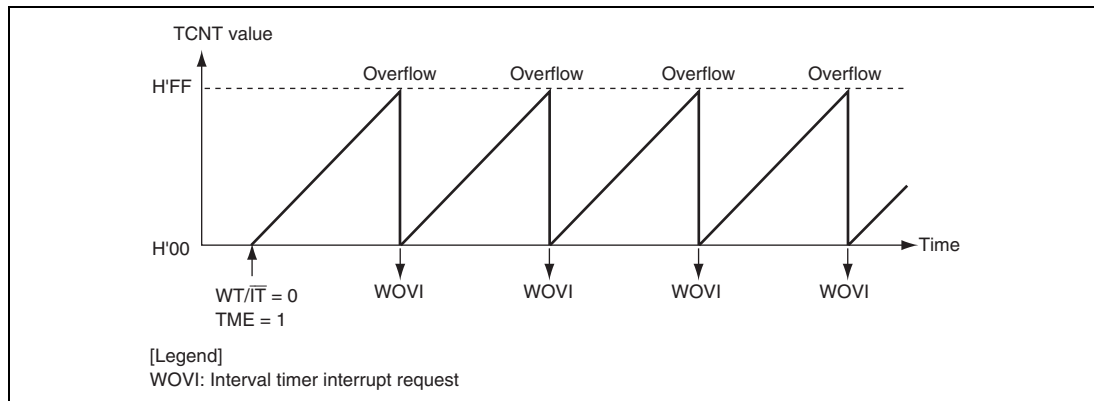 TCNT value
H'FF
Overflow
Overflow
Overflow
Overflow
H'00
Time
WOVI
WOVI
WOVI
WOVI
WT/I̅T̅ = 0
TME = 1
[Legend]
WOVI: Interval timer interrupt request